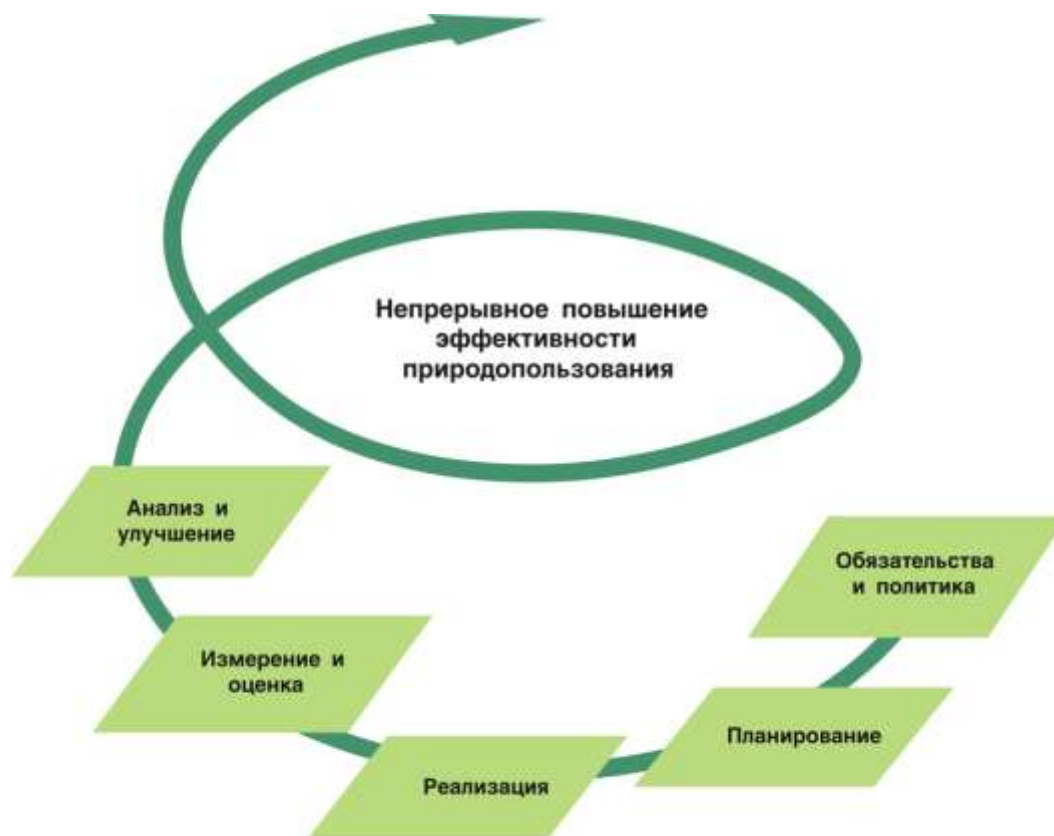 Непрерывное повышение
эффективности
природопользования
Анализ и
улучшение
Обязательства
и политика
Измерение и
оценка
Планирование
Реализация